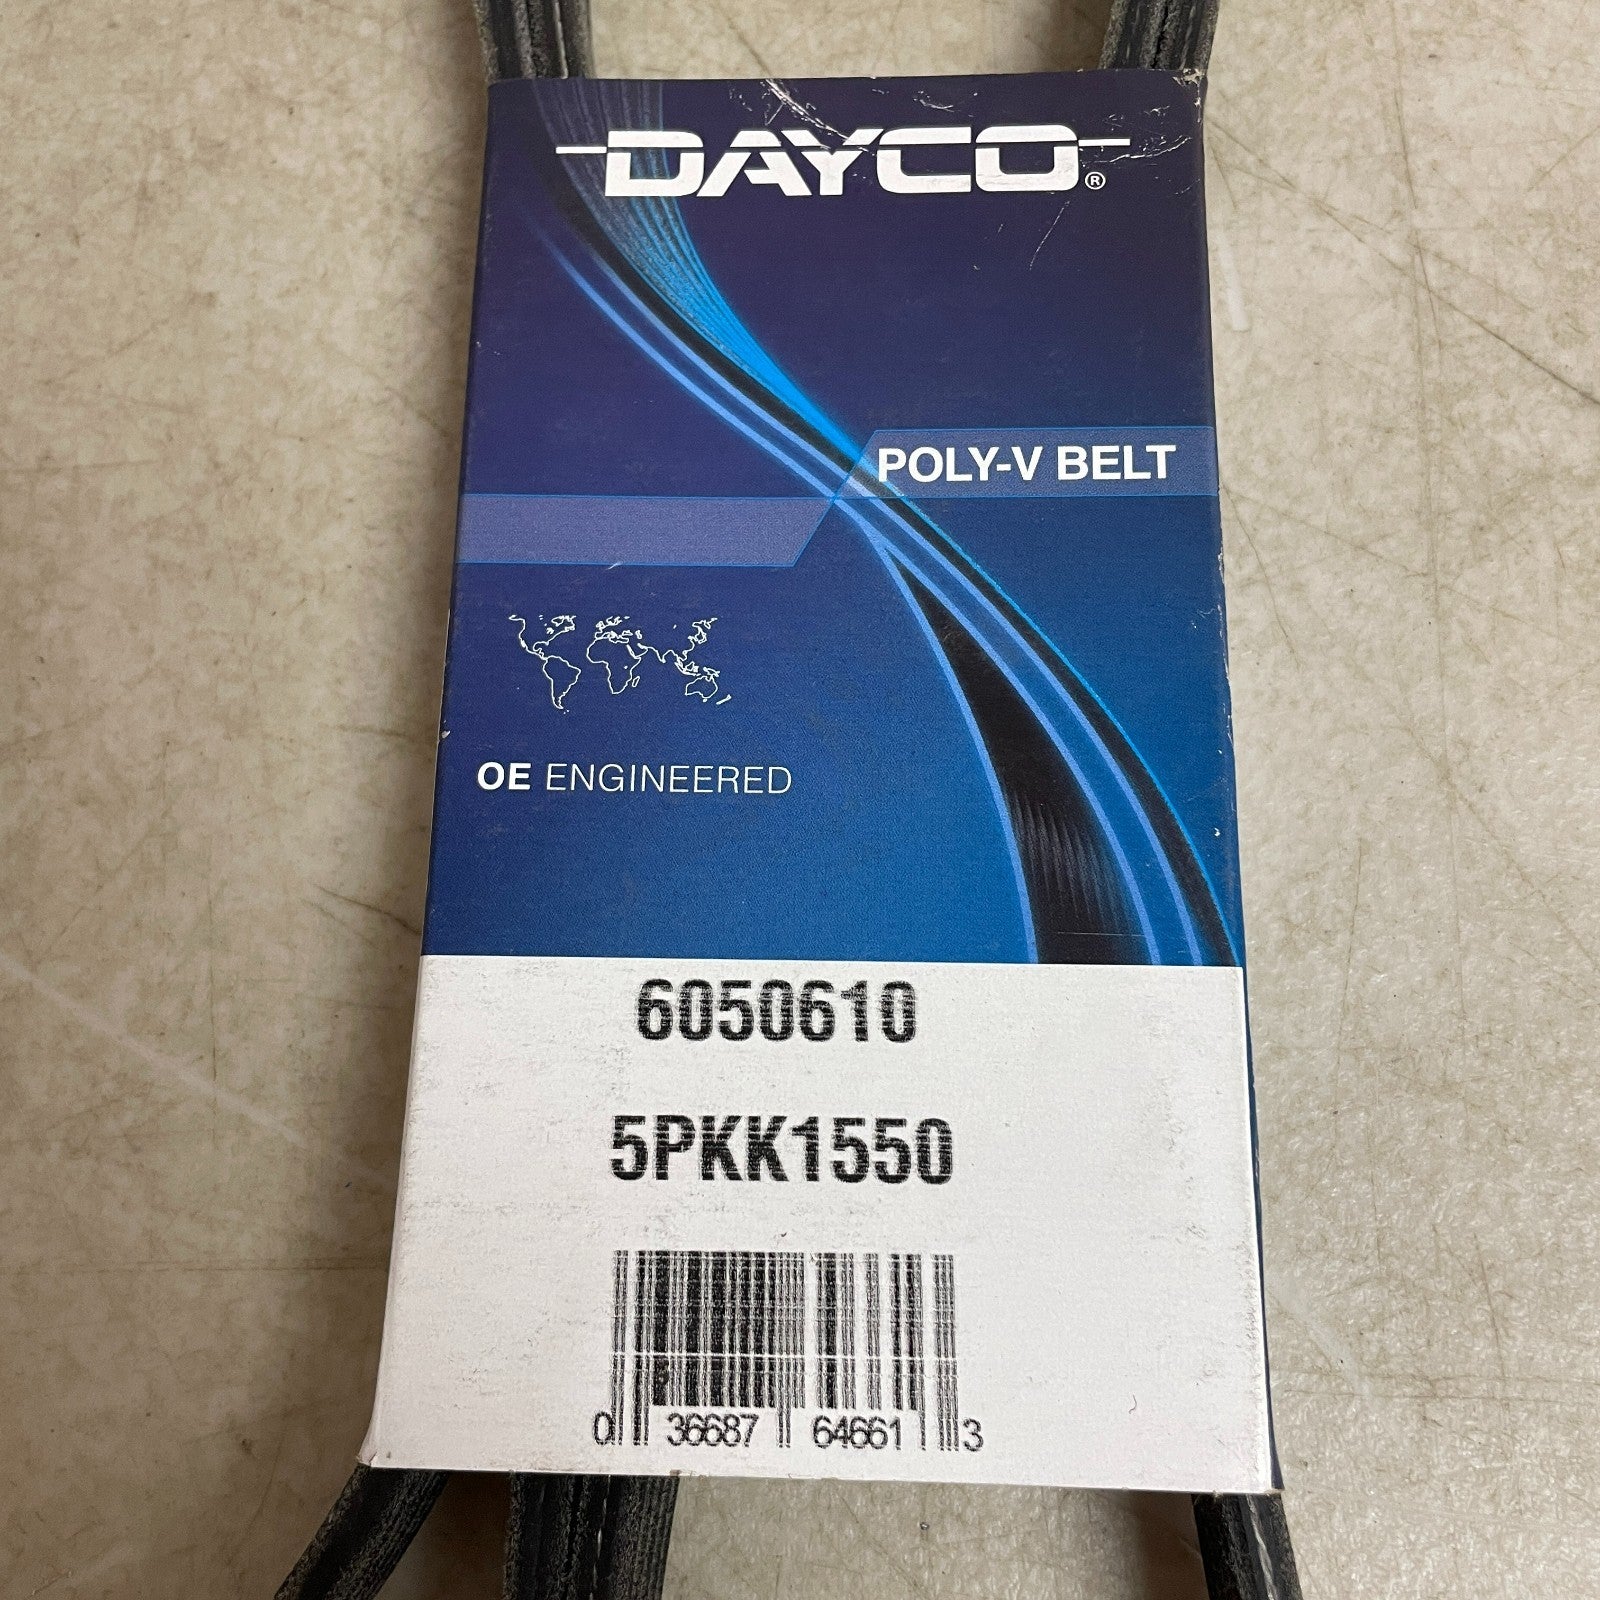 DAYCO®
POLY-V BELT
OE ENGINEERED
6050610
5PKK1550
0 36687 64661 3